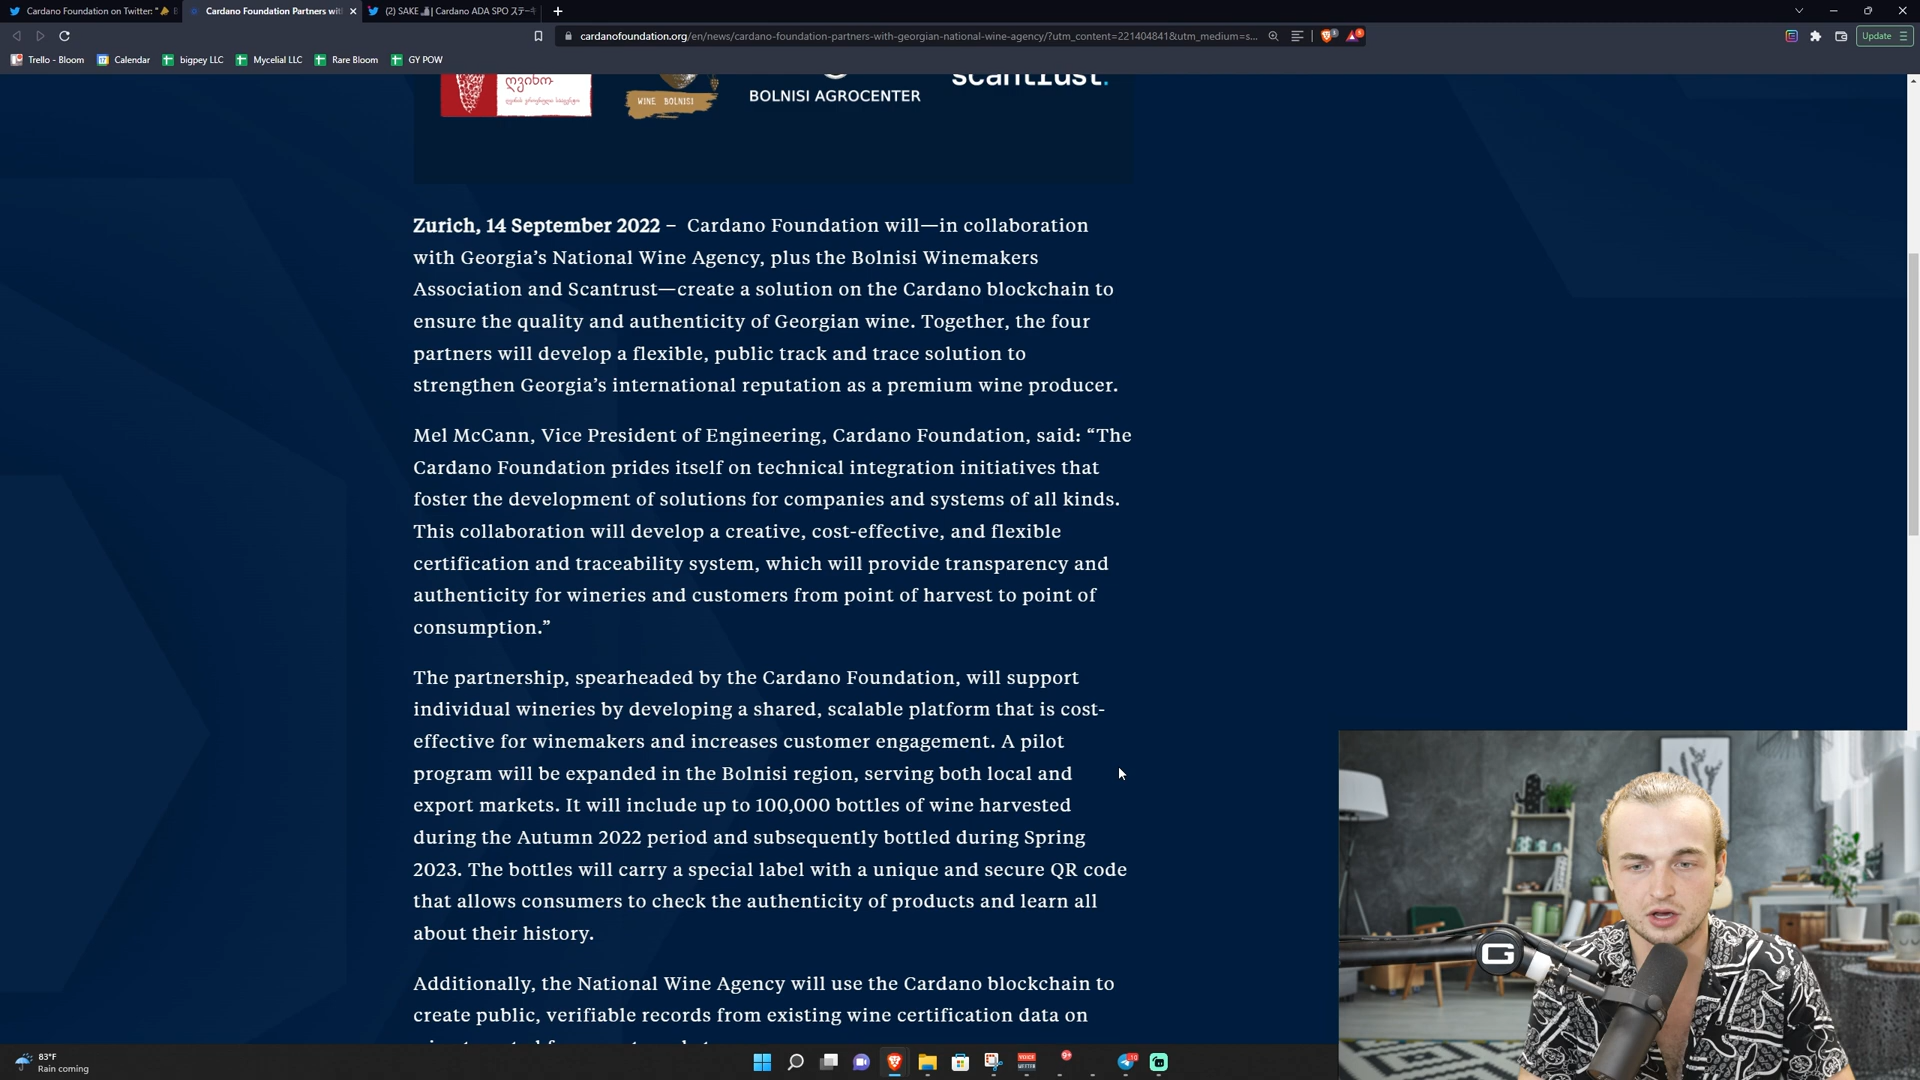 Cardano Foundation on Twitter: "
Cardano Foundation Partners wit
(2) SAKE | Cardano ADA SPO ステーキ
cardanofoundation.org/en/news/cardano-foundation-partners-with-georgian-national-wine-agency/?utm_content=221404841&utm_medium=s...
Update
Trello - Bloom
Calendar
bigpey LLC
Mycelial LLC
Rare Bloom
GY POW
ღვინო
WINE BOLNISI
BOLNISI AGROCENTER
scantrust.
Zurich, 14 September 2022 – Cardano Foundation will—in collaboration
with Georgia’s National Wine Agency, plus the Bolnisi Winemakers
Association and Scantrust—create a solution on the Cardano blockchain to
ensure the quality and authenticity of Georgian wine. Together, the four
partners will develop a flexible, public track and trace solution to
strengthen Georgia’s international reputation as a premium wine producer.
Mel McCann, Vice President of Engineering, Cardano Foundation, said: “The
Cardano Foundation prides itself on technical integration initiatives that
foster the development of solutions for companies and systems of all kinds.
This collaboration will develop a creative, cost-effective, and flexible
certification and traceability system, which will provide transparency and
authenticity for wineries and customers from point of harvest to point of
consumption.”
The partnership, spearheaded by the Cardano Foundation, will support
individual wineries by developing a shared, scalable platform that is cost-
effective for winemakers and increases customer engagement. A pilot
program will be expanded in the Bolnisi region, serving both local and
export markets. It will include up to 100,000 bottles of wine harvested
during the Autumn 2022 period and subsequently bottled during Spring
2023. The bottles will carry a special label with a unique and secure QR code
that allows consumers to check the authenticity of products and learn all
about their history.
Additionally, the National Wine Agency will use the Cardano blockchain to
create public, verifiable records from existing wine certification data on
G
83°F
Rain coming